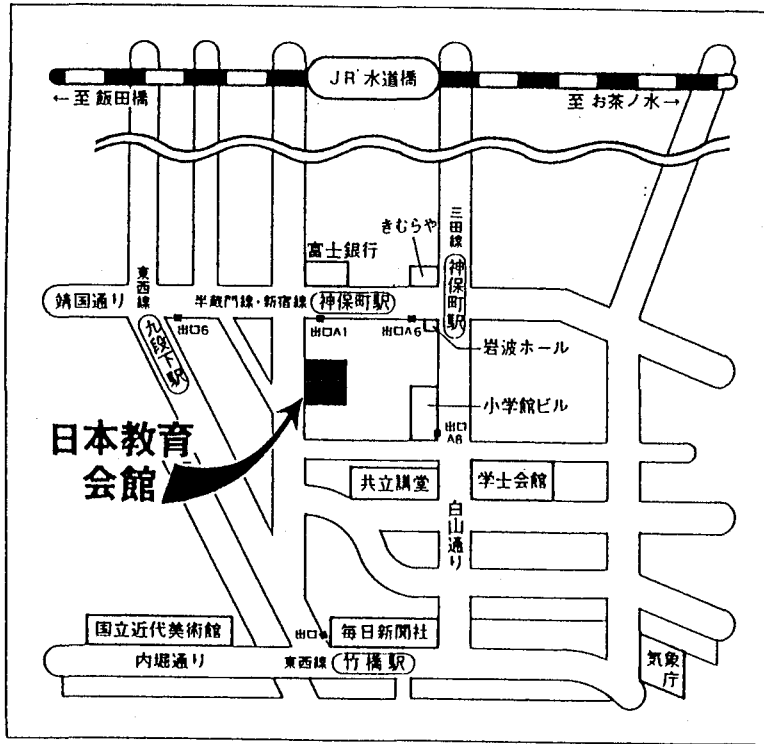 JR 水道橋
← 至 飯田橋
至 お茶ノ水 →
きむらや
三田線
神保町駅
富士銀行
東西線
靖国通り
半蔵門線・新宿線
神保町駅
出口6
出口A1
出口A6
九段下駅
岩波ホール
小学館ビル
出口A8
日本教育
会館
共立講堂
学士会館
白山通り
国立近代美術館
出口
毎日新聞社
内堀通り
東西線
竹橋駅
気象
庁